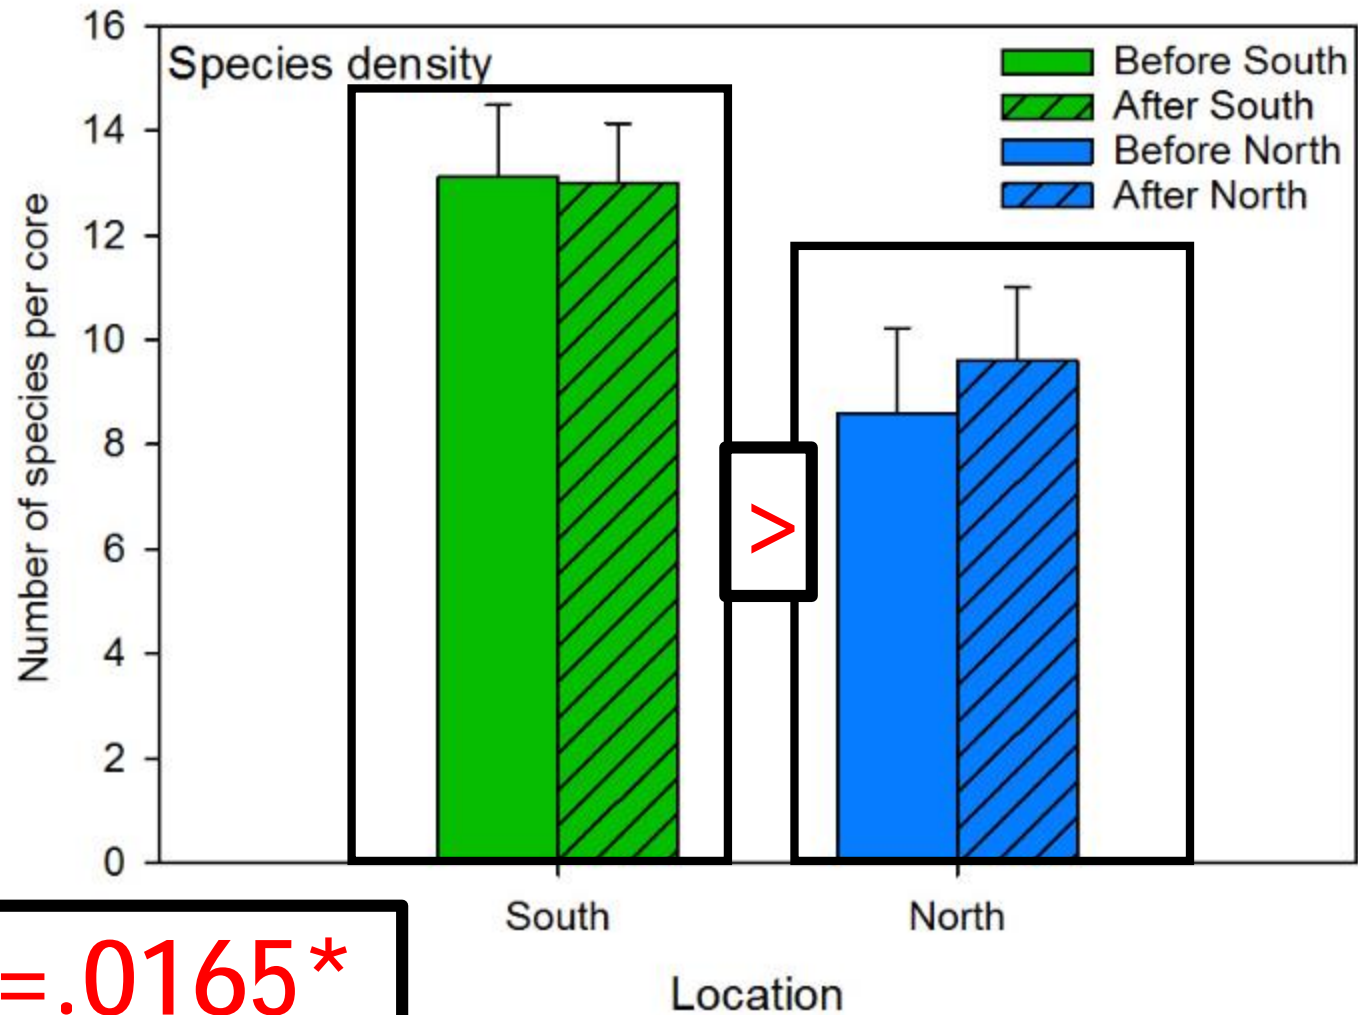 Species density
Before South
After South
Before North
After North
16
14
12
10
8
6
4
2
0
Number of species per core
>
South
North
Location
=.0165*